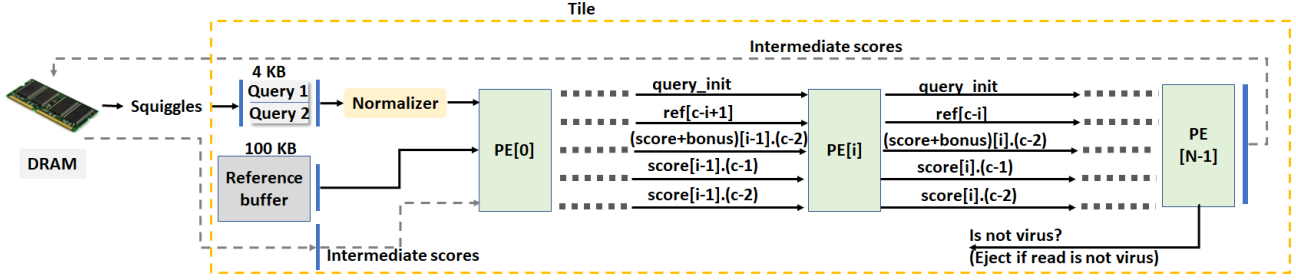 Tile
Intermediate scores
4 KB
Query 1
Query 2
Squiggles
Normalizer
DRAM
100 KB
Reference
buffer
Intermediate scores
PE[0]
query_init
ref[c-i+1]
(score+bonus)[i-1].(c-2)
score[i-1].(c-1)
score[i-1].(c-2)
PE[i]
query_init
ref[c-i]
(score+bonus)[i].(c-2)
score[i].(c-1)
score[i].(c-2)
PE
[N-1]
Is not virus?
(Eject if read is not virus)